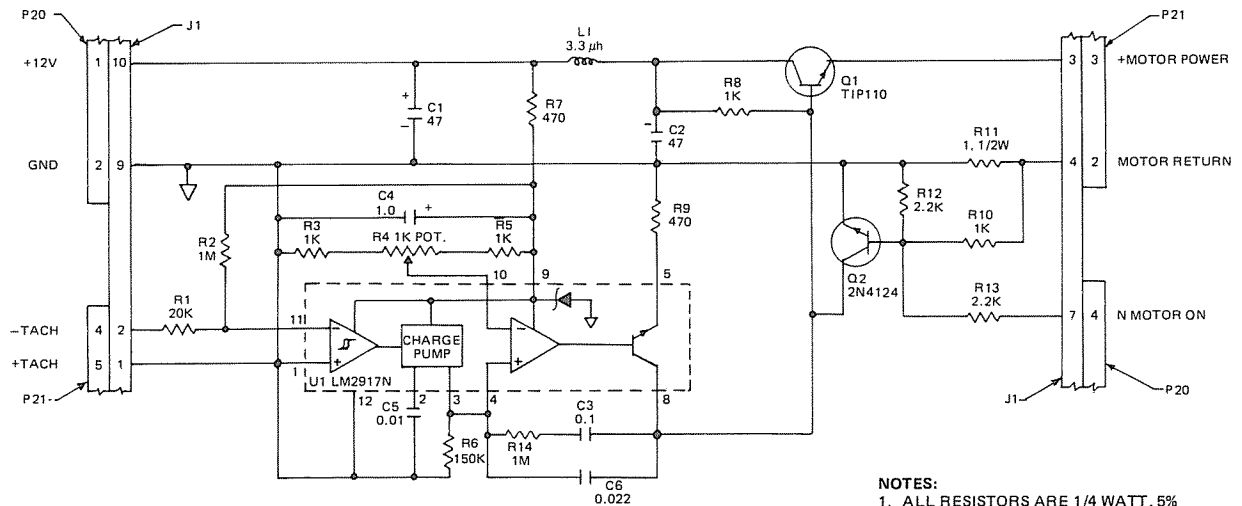 P20
J1
+12V
1 10
GND
2 9
-TACH
4 2
+TACH
5 1
P21-
L1
3.3 μh
C1
47
+
-
R7
470
C2
47
-
R8
1K
Q1
TIP110
P21
3 3
+MOTOR POWER
R11
1, 1/2W
4 2
MOTOR RETURN
R12
2.2K
R10
1K
Q2
2N4124
R13
2.2K
7 4
N MOTOR ON
J1
P20
C4
1.0
+
R3
1K
R4 1K POT.
R5
1K
R2
1M
R1
20K
R9
470
10
9
5
11
-
+
1
CHARGE
PUMP
-
+
U1 LM2917N
12
2
3
4
8
C5
0.01
R6
150K
R14
1M
C3
0.1
C6
0.022
NOTES:
1. ALL RESISTORS ARE 1/4 WATT, 5%